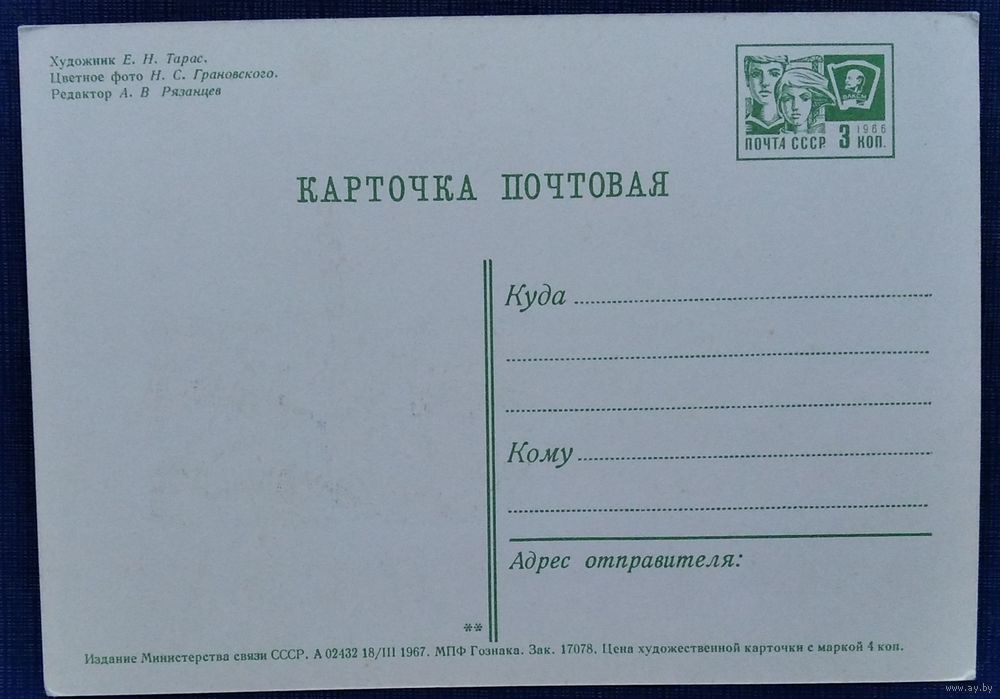 Художник Е. Н. Тарас.
Цветное фото Н. С. Грановского.
Редактор А. В Рязанцев
ВЛКСМ
1966
ПОЧТА СССР 3 КОП.
КАРТОЧКА ПОЧТОВАЯ
Куда
Кому
Адрес отправителя:
**
Издание Министерства связи СССР. А 02432 18/III 1967. МПФ Гознака. Зак. 17078. Цена художественной карточки с маркой 4 коп.
www.ay.by